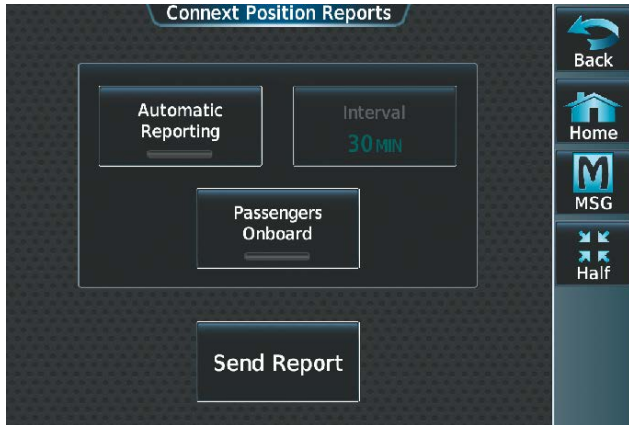 Connext Position Reports
Back
Automatic
Reporting
Interval
30 MIN
Home
MSG
Passengers
Onboard
Half
Send Report